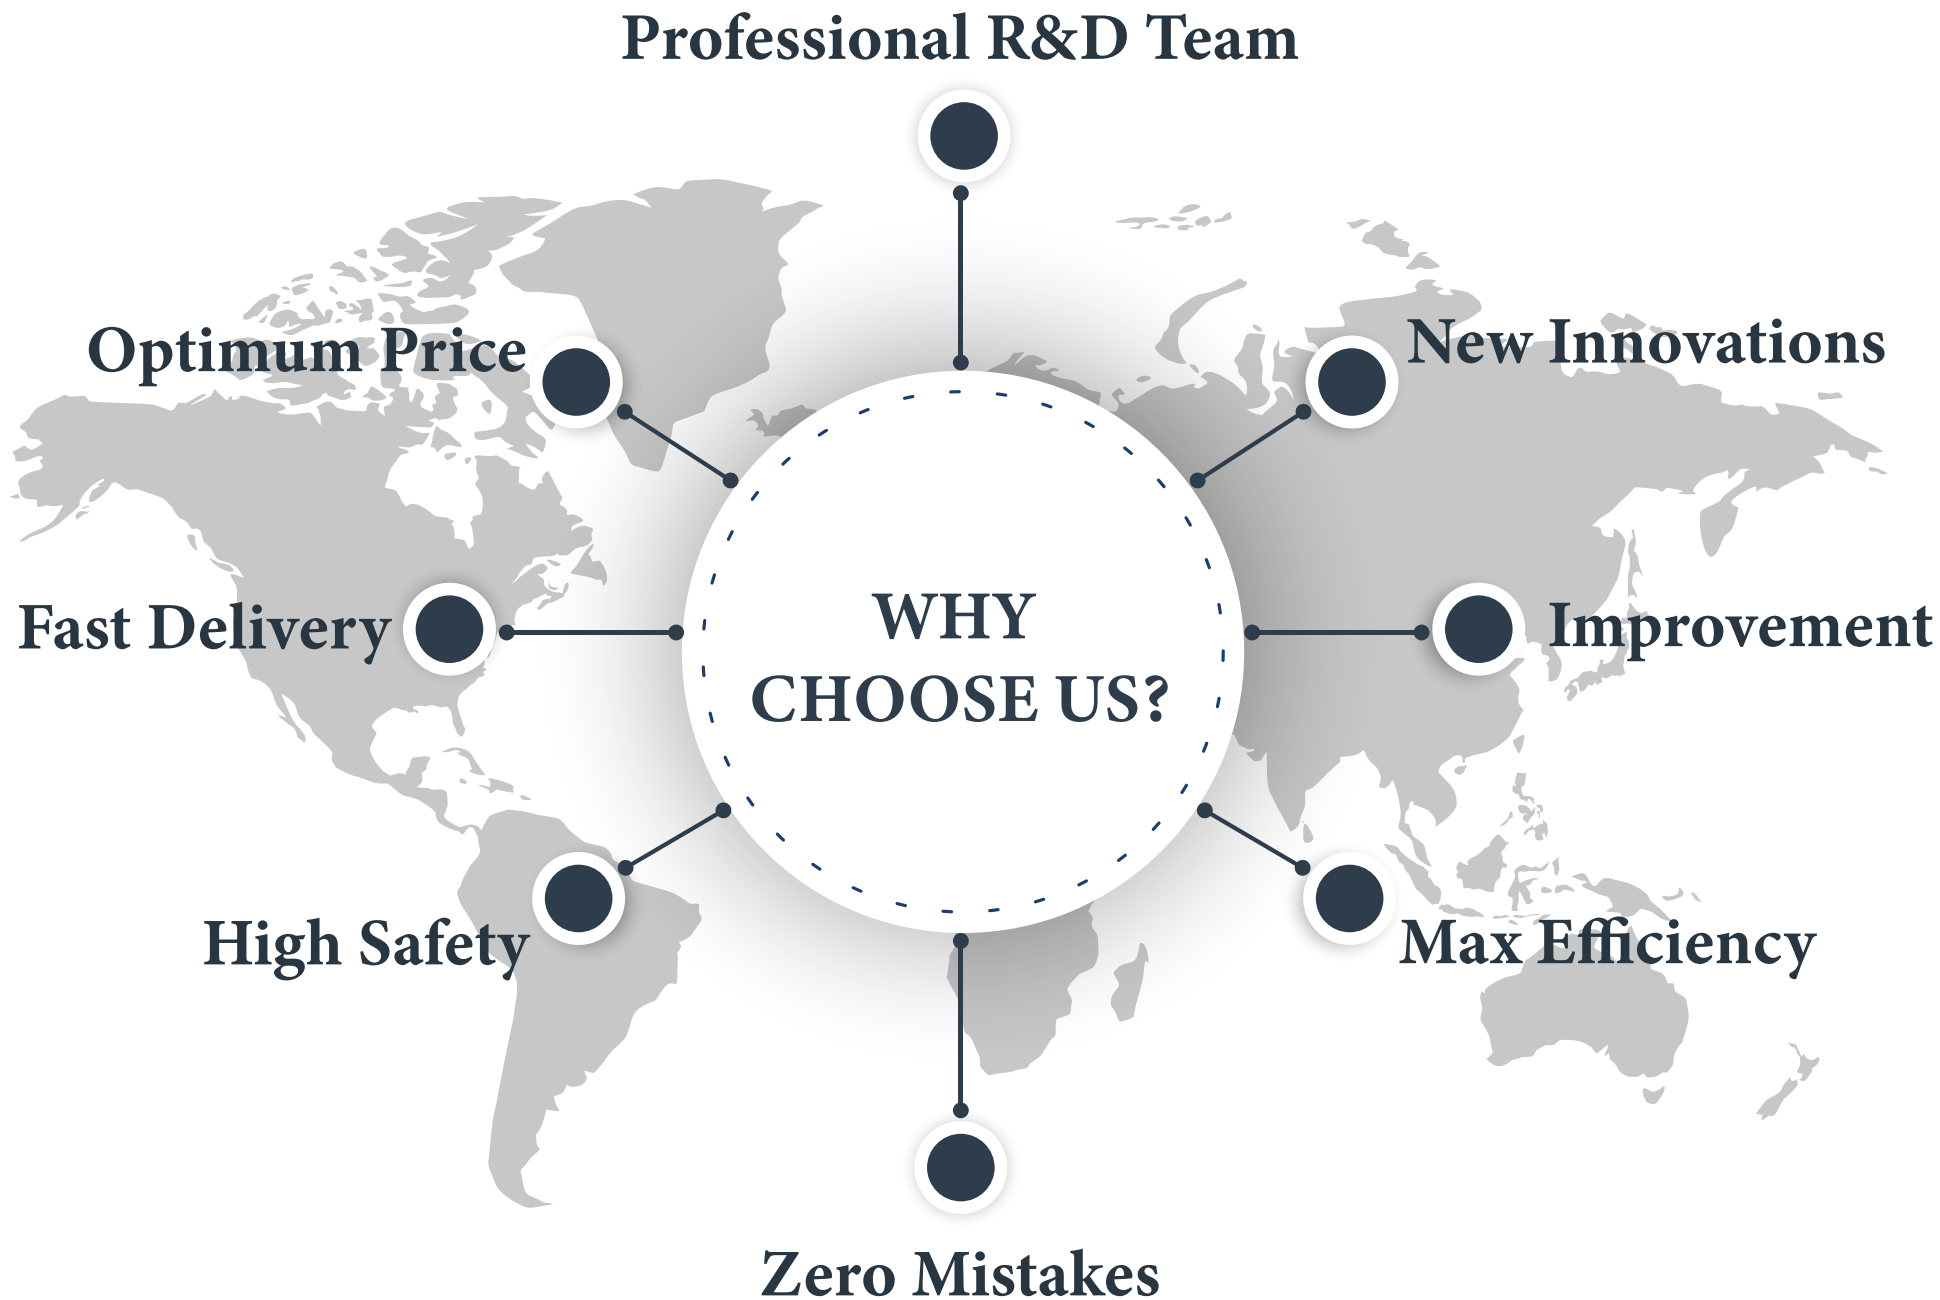 Professional R&D Team
Optimum Price
New Innovations
Fast Delivery
WHY
CHOOSE US?
Improvement
High Safety
Max Efficiency
Zero Mistakes